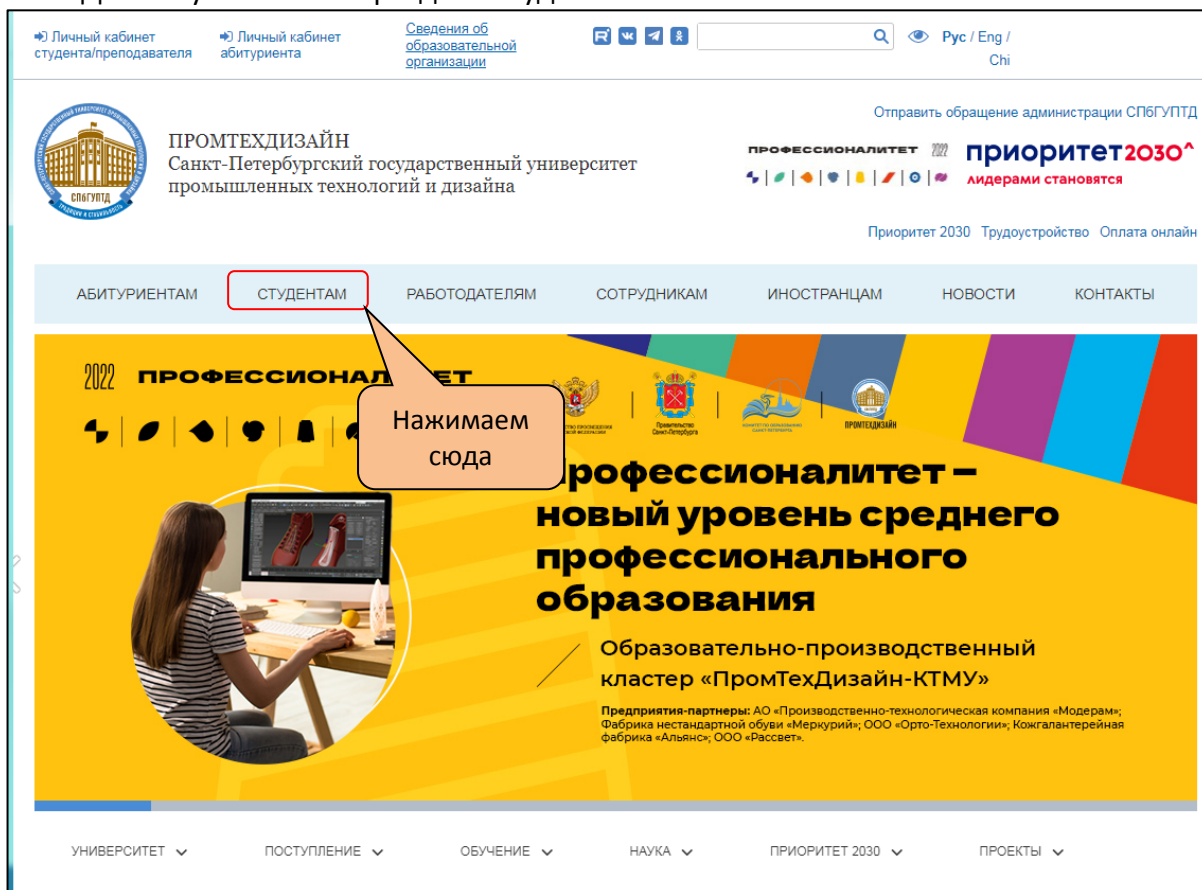 Личный кабинет студента/преподавателя
Личный кабинет абитуриента
Сведения об образовательной организации
Рус / Eng / Chi
Отправить обращение администрации СПбГУПТД
СПбГУПТД
ПРОМТЕХДИЗАЙН
Санкт-Петербургский государственный университет
промышленных технологий и дизайна
ПРОФЕССИОНАЛИТЕТ 2022
приоритет2030^
лидерами становятся
Приоритет 2030 Трудоустройство Оплата онлайн
АБИТУРИЕНТАМ СТУДЕНТАМ РАБОТОДАТЕЛЯМ СОТРУДНИКАМ ИНОСТРАНЦАМ НОВОСТИ КОНТАКТЫ
2022
Нажимаем
сюда
Правительство
Санкт-Петербурга
ПРОМТЕХДИЗАЙН
новый уровень среднего
профессионального
образования
Образовательно-производственный
кластер «ПромТехДизайн-КТМУ»
Предприятия-партнеры: АО «Производственно-технологическая компания «Модерам»;
Фабрика нестандартной обуви «Меркурий»; ООО «Орто-Технологии»; Кожгалантерейная
фабрика «Альянс»; ООО «Рассвет».
УНИВЕРСИТЕТ ПОСТУПЛЕНИЕ ОБУЧЕНИЕ НАУКА ПРИОРИТЕТ 2030 ПРОЕКТЫ